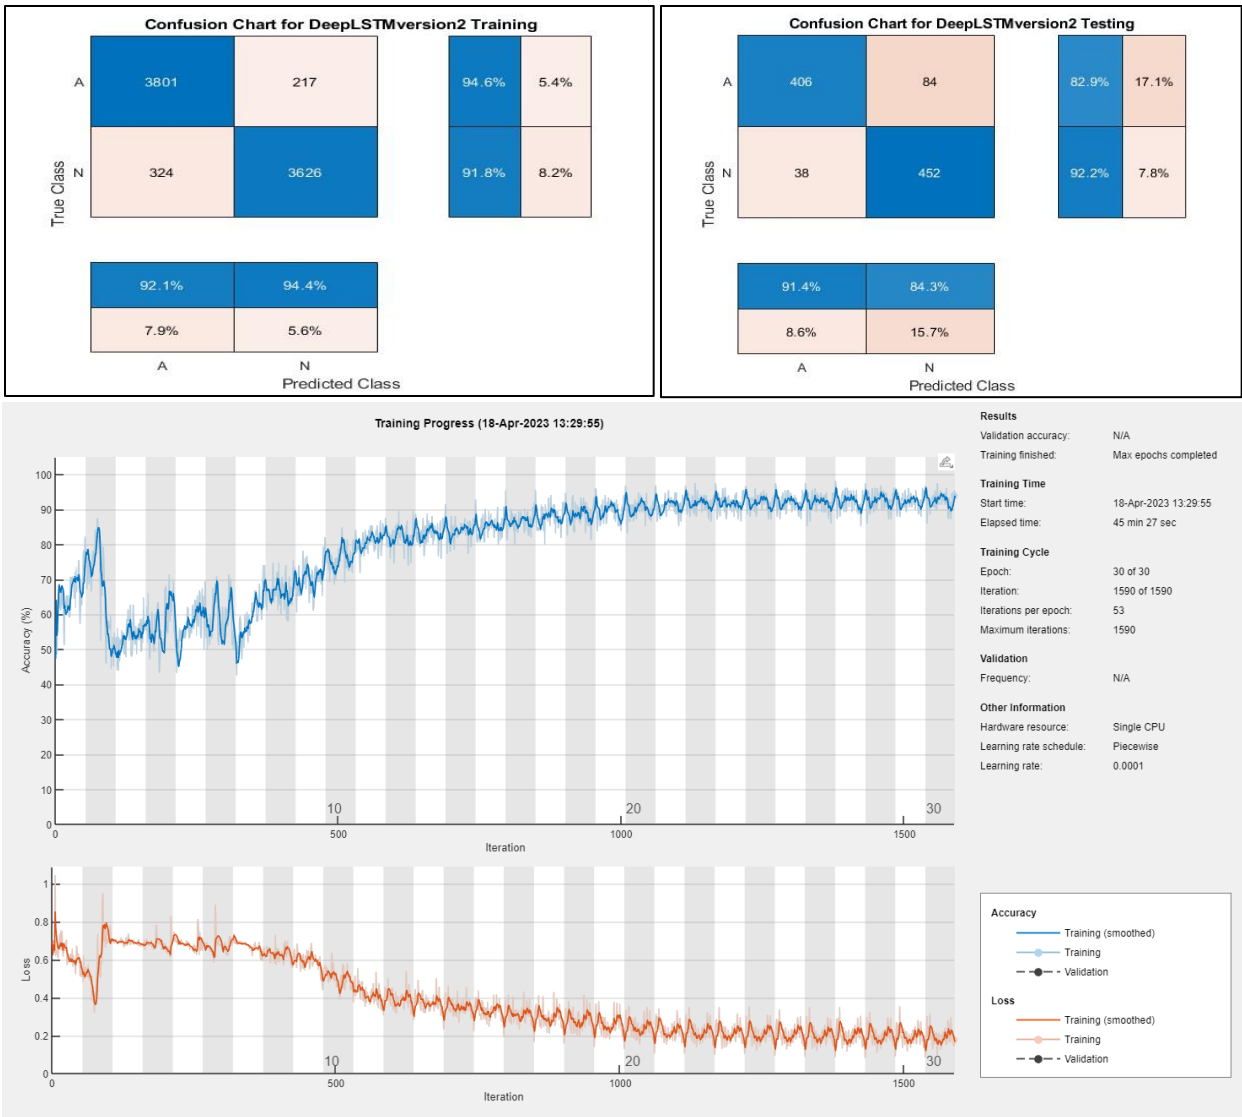 Confusion Chart for DeepLSTMversion2 Training
A 3801 217 94.6% 5.4%
N 324 3626 91.8% 8.2%
True Class
92.1% 94.4%
7.9% 5.6%
A N
Predicted Class
Confusion Chart for DeepLSTMversion2 Testing
A 406 84 82.9% 17.1%
N 38 452 92.2% 7.8%
True Class
91.4% 84.3%
8.6% 15.7%
A N
Predicted Class
Training Progress (18-Apr-2023 13:29:55)
100
90
80
70
60
50
40
30
20
10
0
Accuracy (%)
10 20 30
0 500 1000 1500
Iteration
1
0.8
0.6
0.4
0.2
0
Loss
10 20 30
0 500 1000 1500
Iteration
Results
Validation accuracy: N/A
Training finished: Max epochs completed
Training Time
Start time: 18-Apr-2023 13:29:55
Elapsed time: 45 min 27 sec
Training Cycle
Epoch: 30 of 30
Iteration: 1590 of 1590
Iterations per epoch: 53
Maximum iterations: 1590
Validation
Frequency: N/A
Other Information
Hardware resource: Single CPU
Learning rate schedule: Piecewise
Learning rate: 0.0001
Accuracy
Training (smoothed)
Training
Validation
Loss
Training (smoothed)
Training
Validation